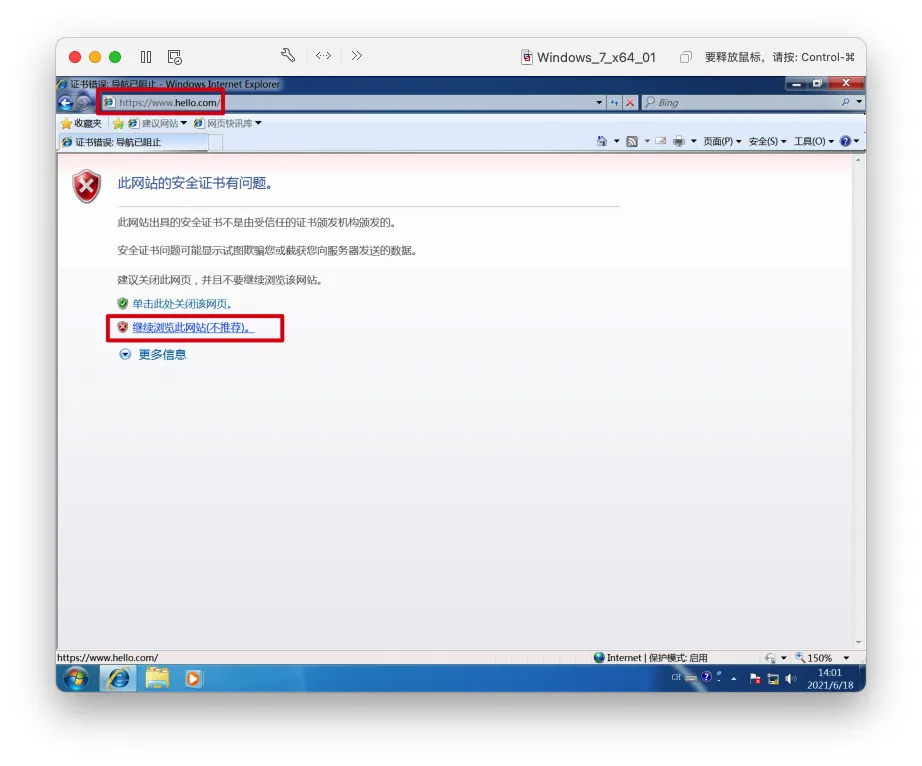 Windows_7_x64_01
要释放鼠标，请按: Control-⌘
证书错误: 导航已阻止 - Windows Internet Explorer
https://www.hello.com/
Bing
收藏夹
建议网站
网页快讯库
证书错误: 导航已阻止
页面(P)
安全(S)
工具(O)
此网站的安全证书有问题。
此网站出具的安全证书不是由受信任的证书颁发机构颁发的。
安全证书问题可能显示试图欺骗您或截获您向服务器发送的数据。
建议关闭此网页，并且不要继续浏览该网站。
单击此处关闭该网页。
继续浏览此网站(不推荐)。
更多信息
https://www.hello.com/
Internet | 保护模式: 启用
150%
CH
14:01
2021/6/18